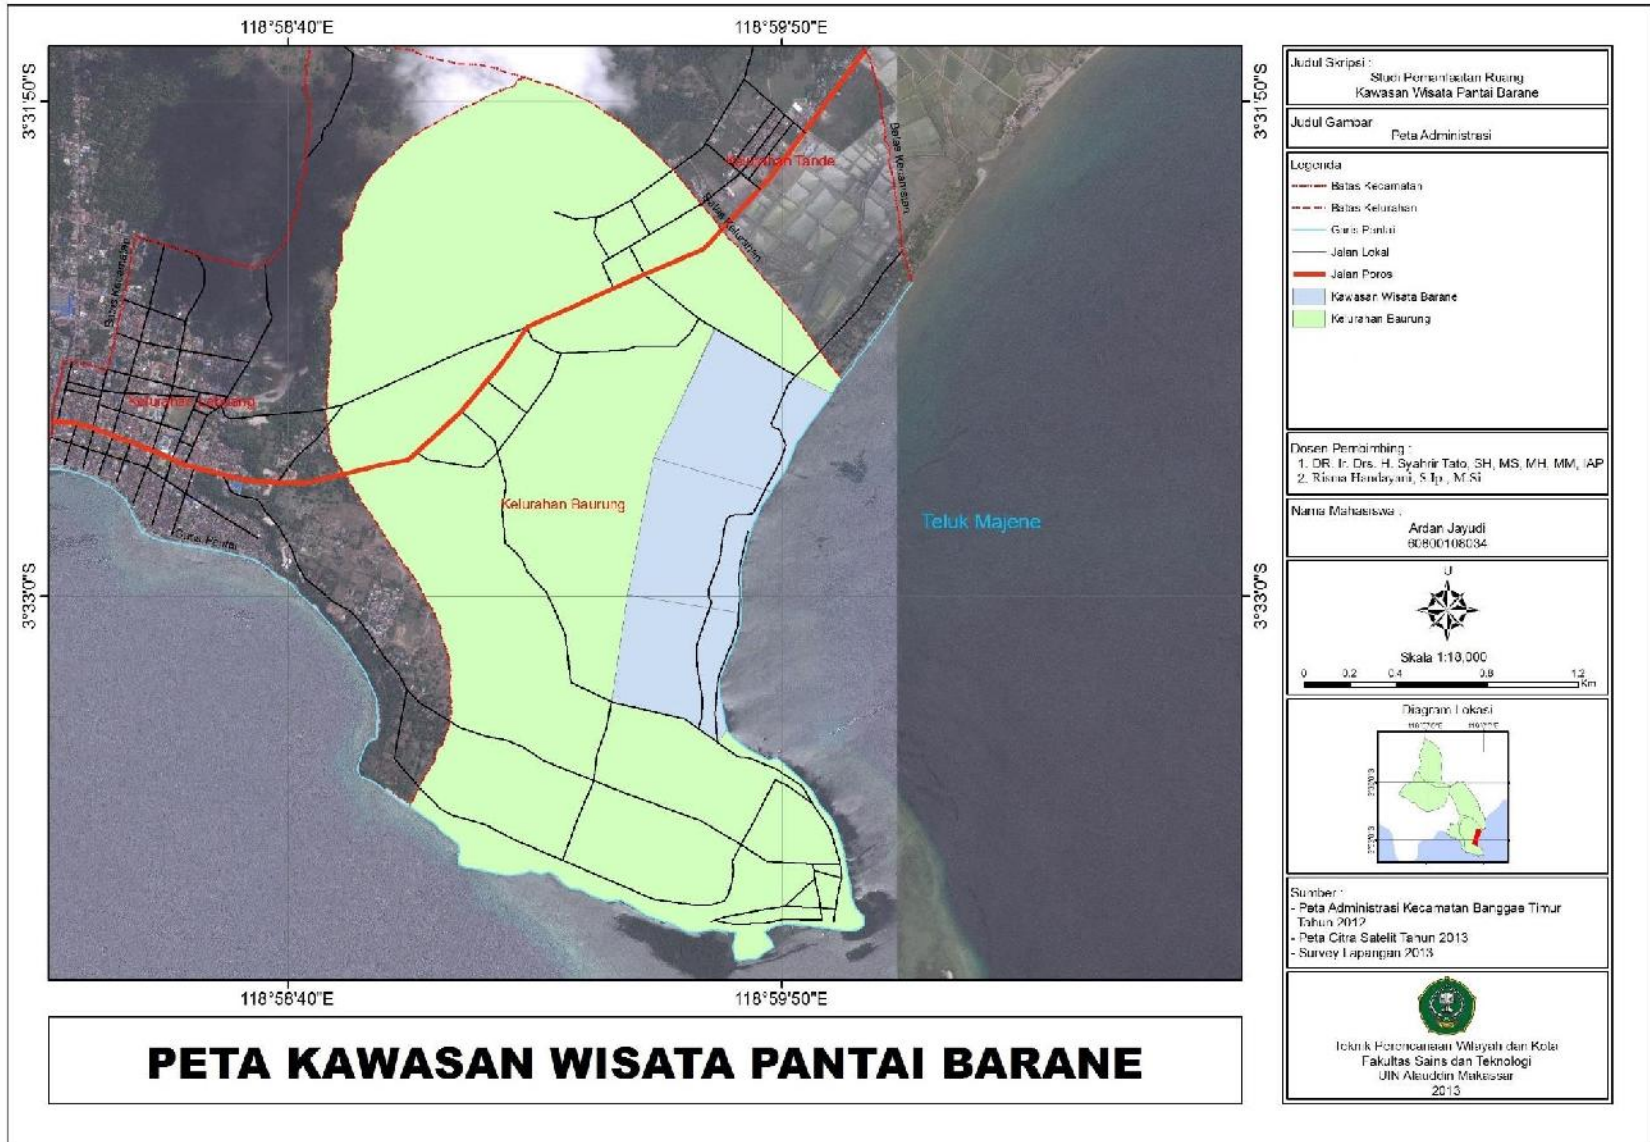 118°58'40"E
118°59'50"E
3°31'50"S
3°31'50"S
Kelurahan Tande
Batas Kecamatan
Batas Kelurahan
Batas Kecamatan
Kelurahan Baurung
Teluk Majene
Garis Pantai
3°33'0"S
3°33'0"S
118°58'40"E
118°59'50"E
PETA KAWASAN WISATA PANTAI BARANE
Judul Skripsi :
Studi Pemanfaatan Ruang
Kawasan Wisata Pantai Barane
Judul Gambar
Peta Administrasi
Legenda
Batas Kecamatan
Batas Kelurahan
Garis Pantai
Jalan Lokal
Jalan Poros
Kawasan Wisata Barane
Kelurahan Baurung
Dosen Pembimbing :
1. DR. Ir. Drs. H. Syahrir Tato, SH, MS, MH, MM, IAP
2. Risma Handayani, S.Ip., M.Si
Nama Mahasiswa :
Ardan Jayudi
60800108034
U
Skala 1:18,000
0 0.2 0.4 0.8 1.2
Km
Diagram Lokasi
Sumber :
- Peta Administrasi Kecamatan Banggae Timur
Tahun 2012
- Peta Citra Satelit Tahun 2013
- Survey Lapangan 2013
Teknik Perencanaan Wilayah dan Kota
Fakultas Sains dan Teknologi
UIN Alauddin Makassar
2013